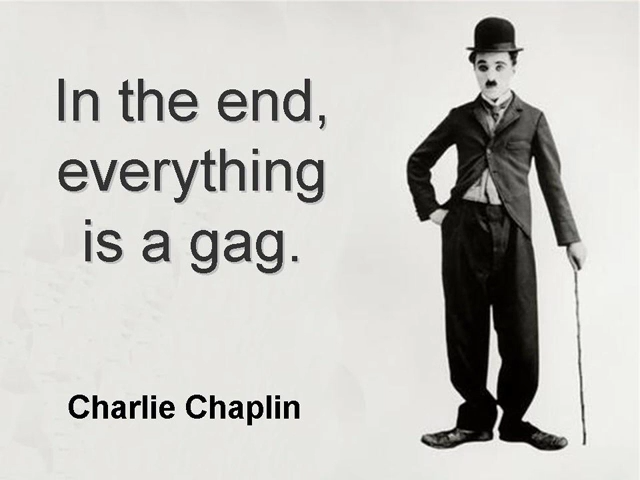 In the end,
everything
is a gag.
Charlie Chaplin